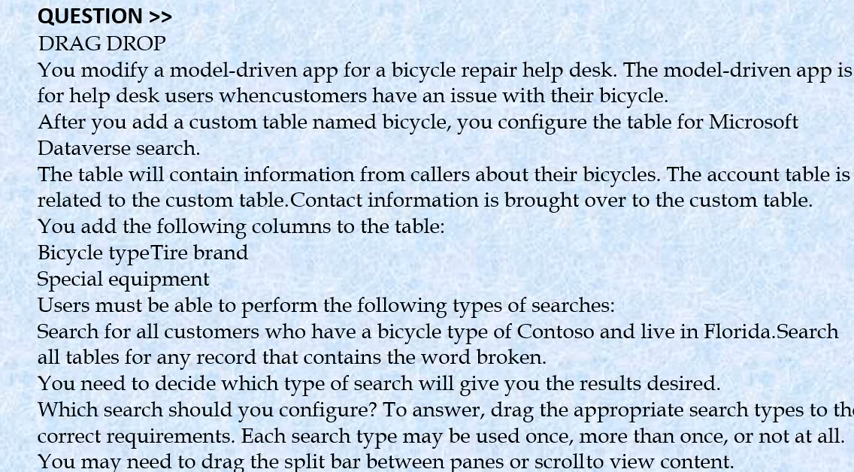 QUESTION >>
DRAG DROP
You modify a model-driven app for a bicycle repair help desk. The model-driven app is
for help desk users whencustomers have an issue with their bicycle.
After you add a custom table named bicycle, you configure the table for Microsoft
Dataverse search.
The table will contain information from callers about their bicycles. The account table is
related to the custom table.Contact information is brought over to the custom table.
You add the following columns to the table:
Bicycle typeTire brand
Special equipment
Users must be able to perform the following types of searches:
Search for all customers who have a bicycle type of Contoso and live in Florida.Search
all tables for any record that contains the word broken.
You need to decide which type of search will give you the results desired.
Which search should you configure? To answer, drag the appropriate search types to the
correct requirements. Each search type may be used once, more than once, or not at all.
You may need to drag the split bar between panes or scrollto view content.